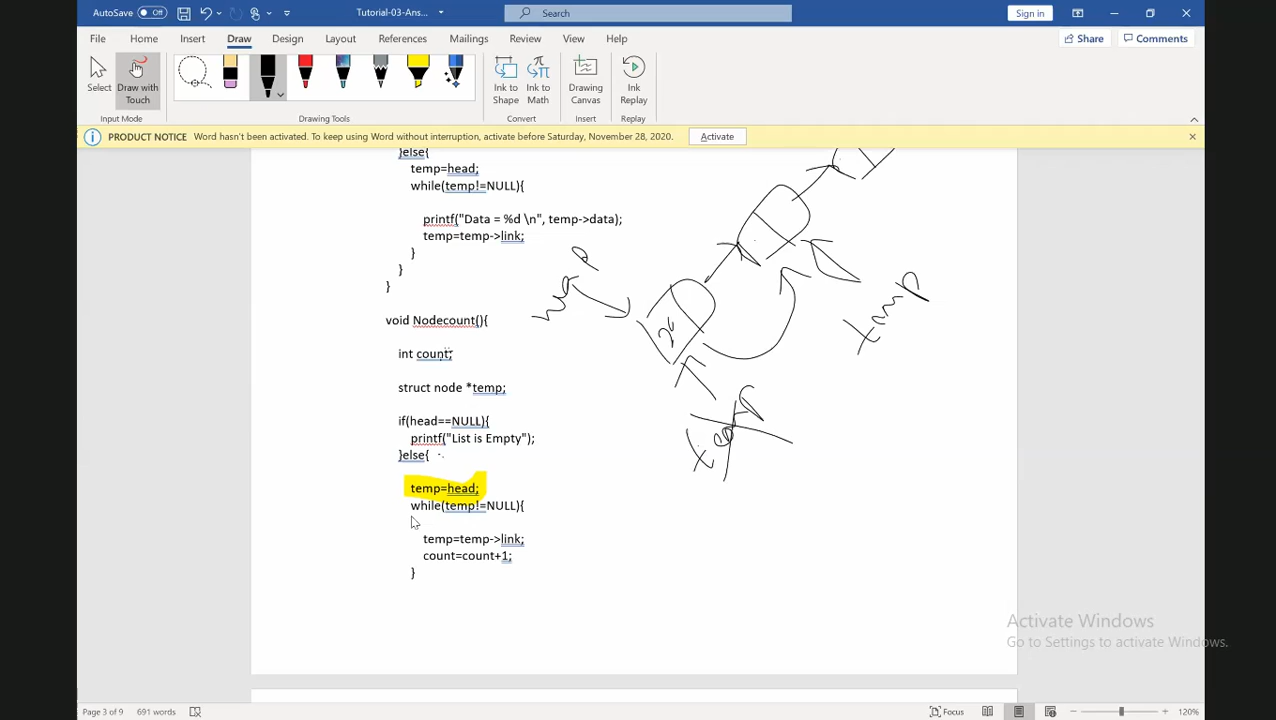 AutoSave Off Tutorial-03-Ans... Search Sign in
File Home Insert Draw Design Layout References Mailings Review View Help Share Comments
Select Draw with Touch Ink to Shape Ink to Math Drawing Canvas Ink Replay
Input Mode Drawing Tools Convert Insert Replay
PRODUCT NOTICE Word hasn't been activated. To keep using Word without interruption, activate before Saturday, November 28, 2020. Activate
}else{
temp=head;
while(temp!=NULL){
printf("Data = %d \n", temp->data);
temp=temp->link;
}
}
}
void Nodecount(){
int count;
struct node *temp;
if(head==NULL){
printf("List is Empty");
}else{
temp=head;
while(temp!=NULL){
temp=temp->link;
count=count+1;
}
temp
temp
Activate Windows
Go to Settings to activate Windows.
Page 3 of 9 691 words Focus 120%